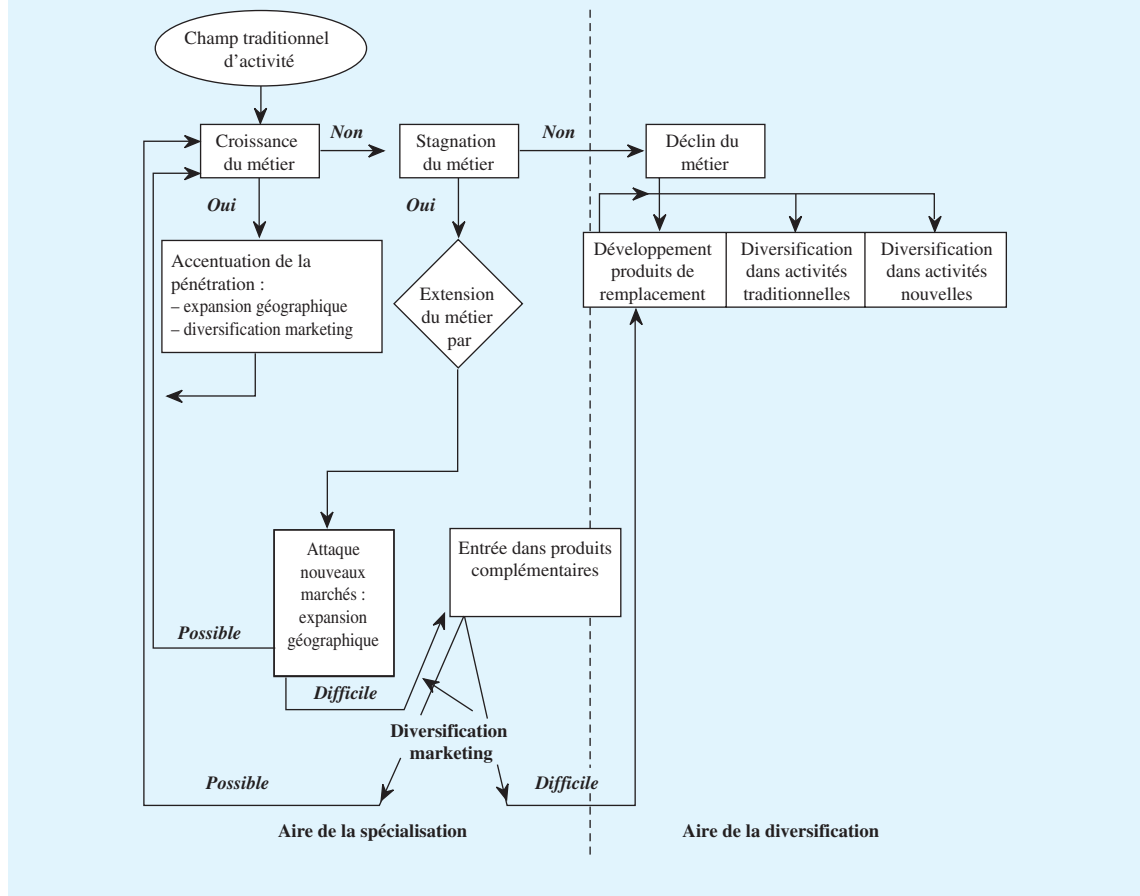 Champ traditionnel
d'activité
Croissance
du métier
Non
Stagnation
du métier
Non
Déclin du
métier
Oui
Oui
Accentuation de la
pénétration :
– expansion géographique
– diversification marketing
Extension
du métier
par
Développement
produits de
remplacement
Diversification
dans activités
traditionnelles
Diversification
dans activités
nouvelles
Attaque
nouveaux
marchés :
expansion
géographique
Entrée dans produits
complémentaires
Possible
Difficile
Diversification
marketing
Possible
Difficile
Aire de la spécialisation
Aire de la diversification